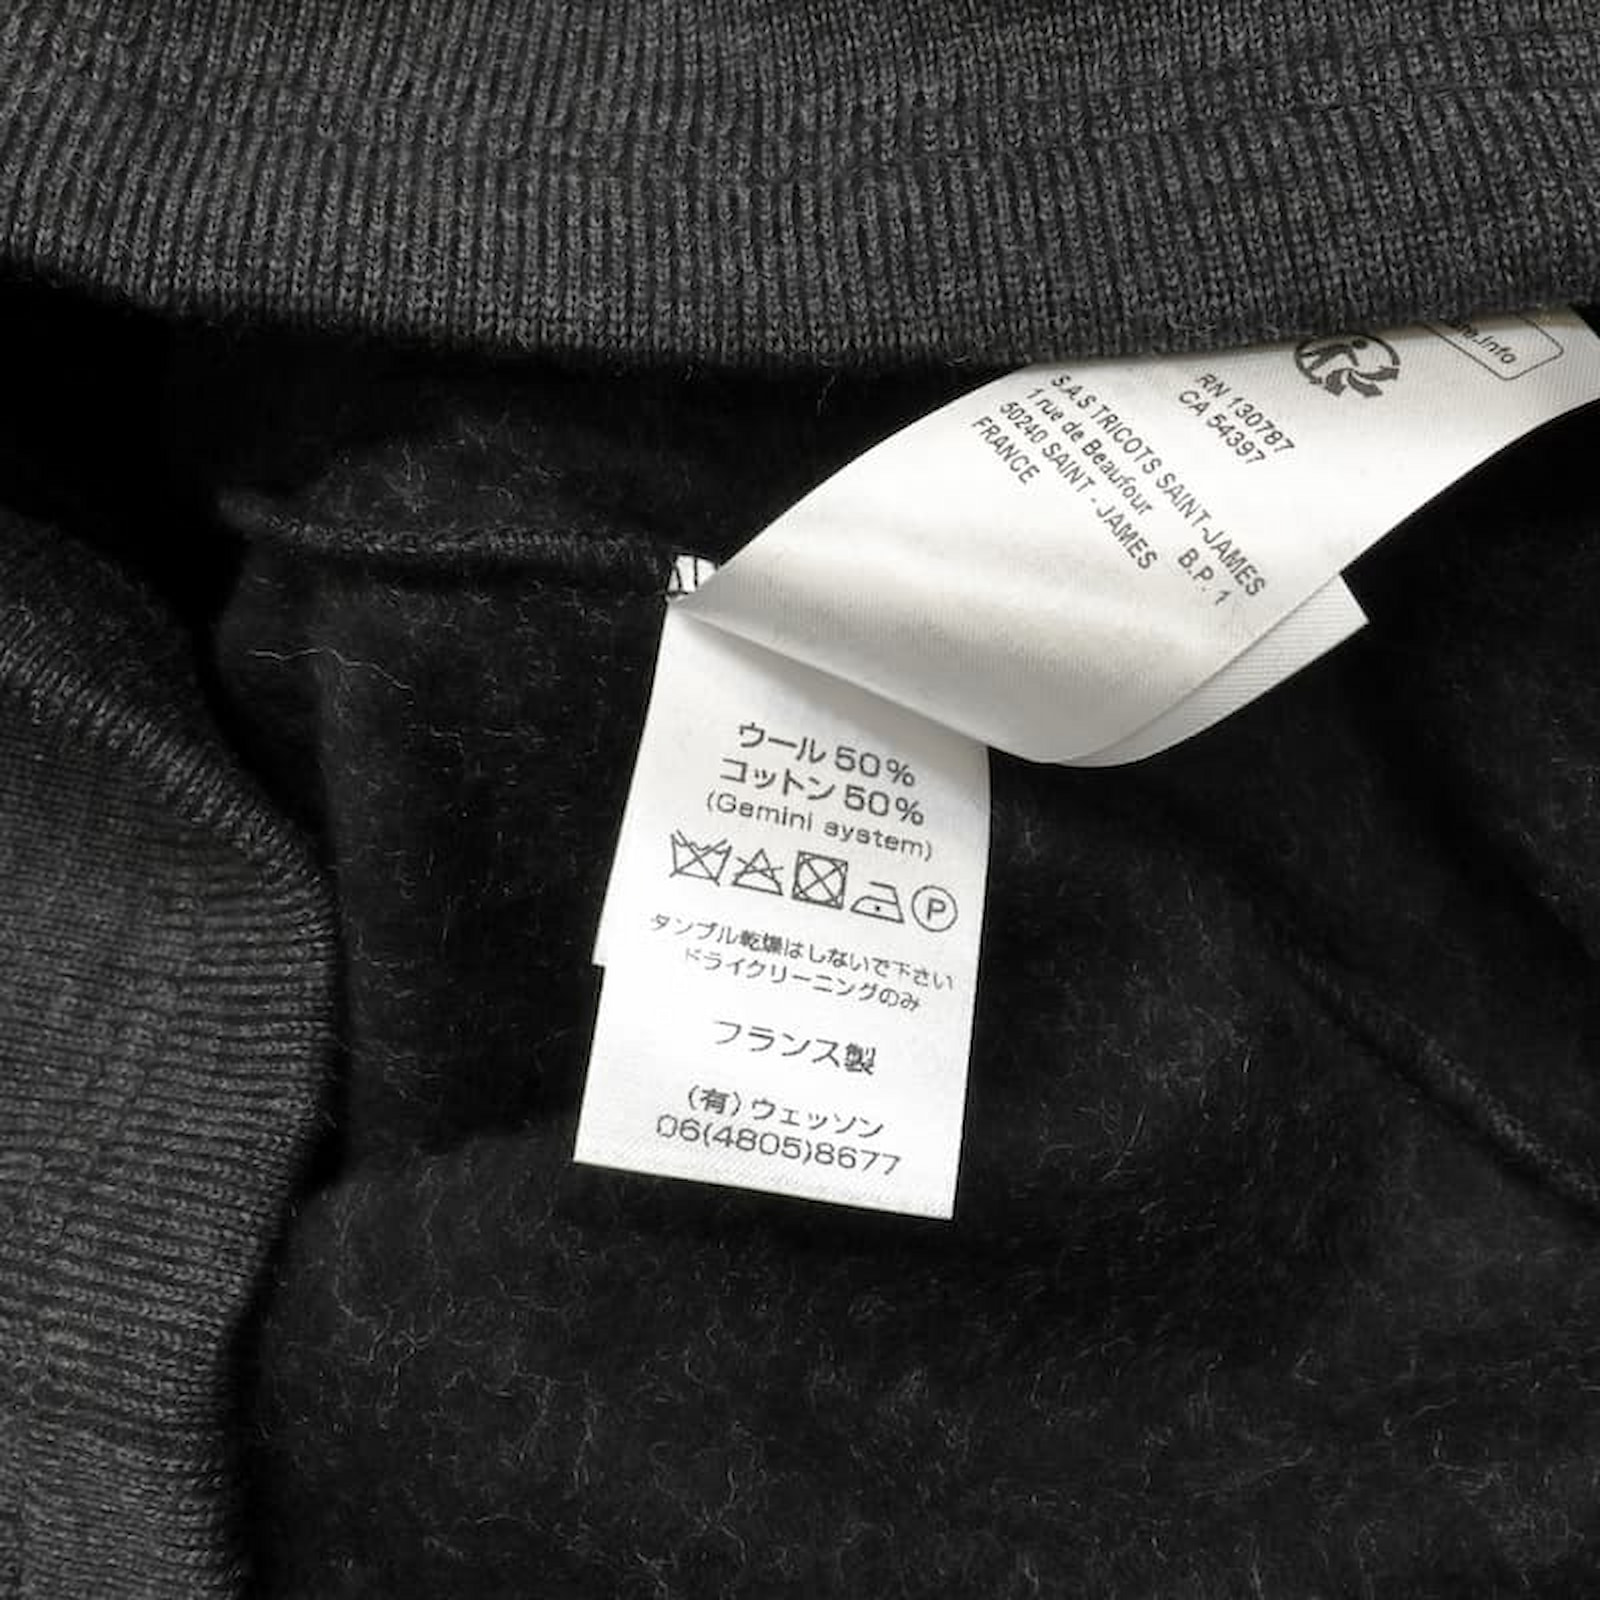 re.Info
RN 130787
CA 54397
S.A.S TRICOTS SAINT-JAMES
1 rue de Beaufour B.P. 1
50240 SAINT - JAMES
FRANCE
ウール 50%
コットン 50%
(Gemini system)
P
タンブル乾燥はしないで下さい
ドライクリーニングのみ
フランス製
(有) ウェッソン
06(4805)8677